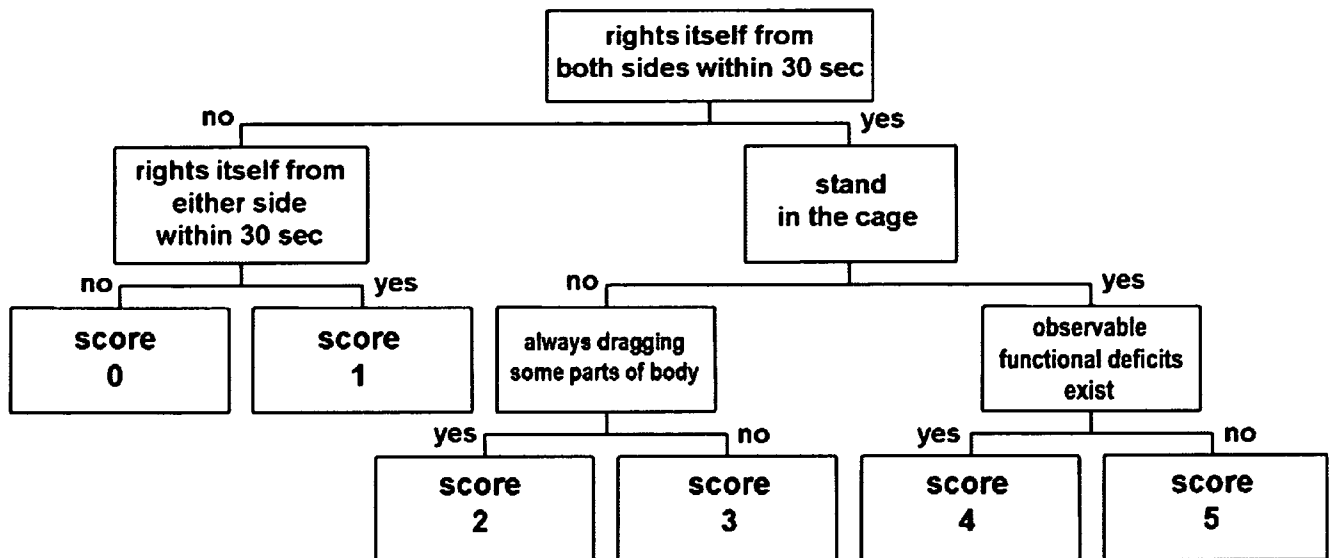 rights itself from
both sides within 30 sec
no
yes
rights itself from
either side
within 30 sec
stand
in the cage
no
yes
no
yes
score
0
score
1
always dragging
some parts of body
observable
functional deficits
exist
yes
no
yes
no
score
2
score
3
score
4
score
5